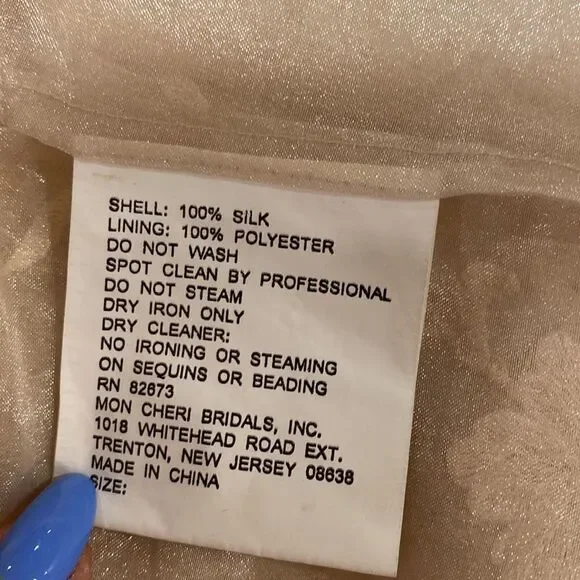 SHELL: 100% SILK
LINING: 100% POLYESTER
DO NOT WASH
SPOT CLEAN BY PROFESSIONAL
DO NOT STEAM
DRY IRON ONLY
DRY CLEANER:
NO IRONING OR STEAMING
ON SEQUINS OR BEADING
RN 82673
MON CHERI BRIDALS, INC.
1018 WHITEHEAD ROAD EXT.
TRENTON, NEW JERSEY 08638
MADE IN CHINA
SIZE: